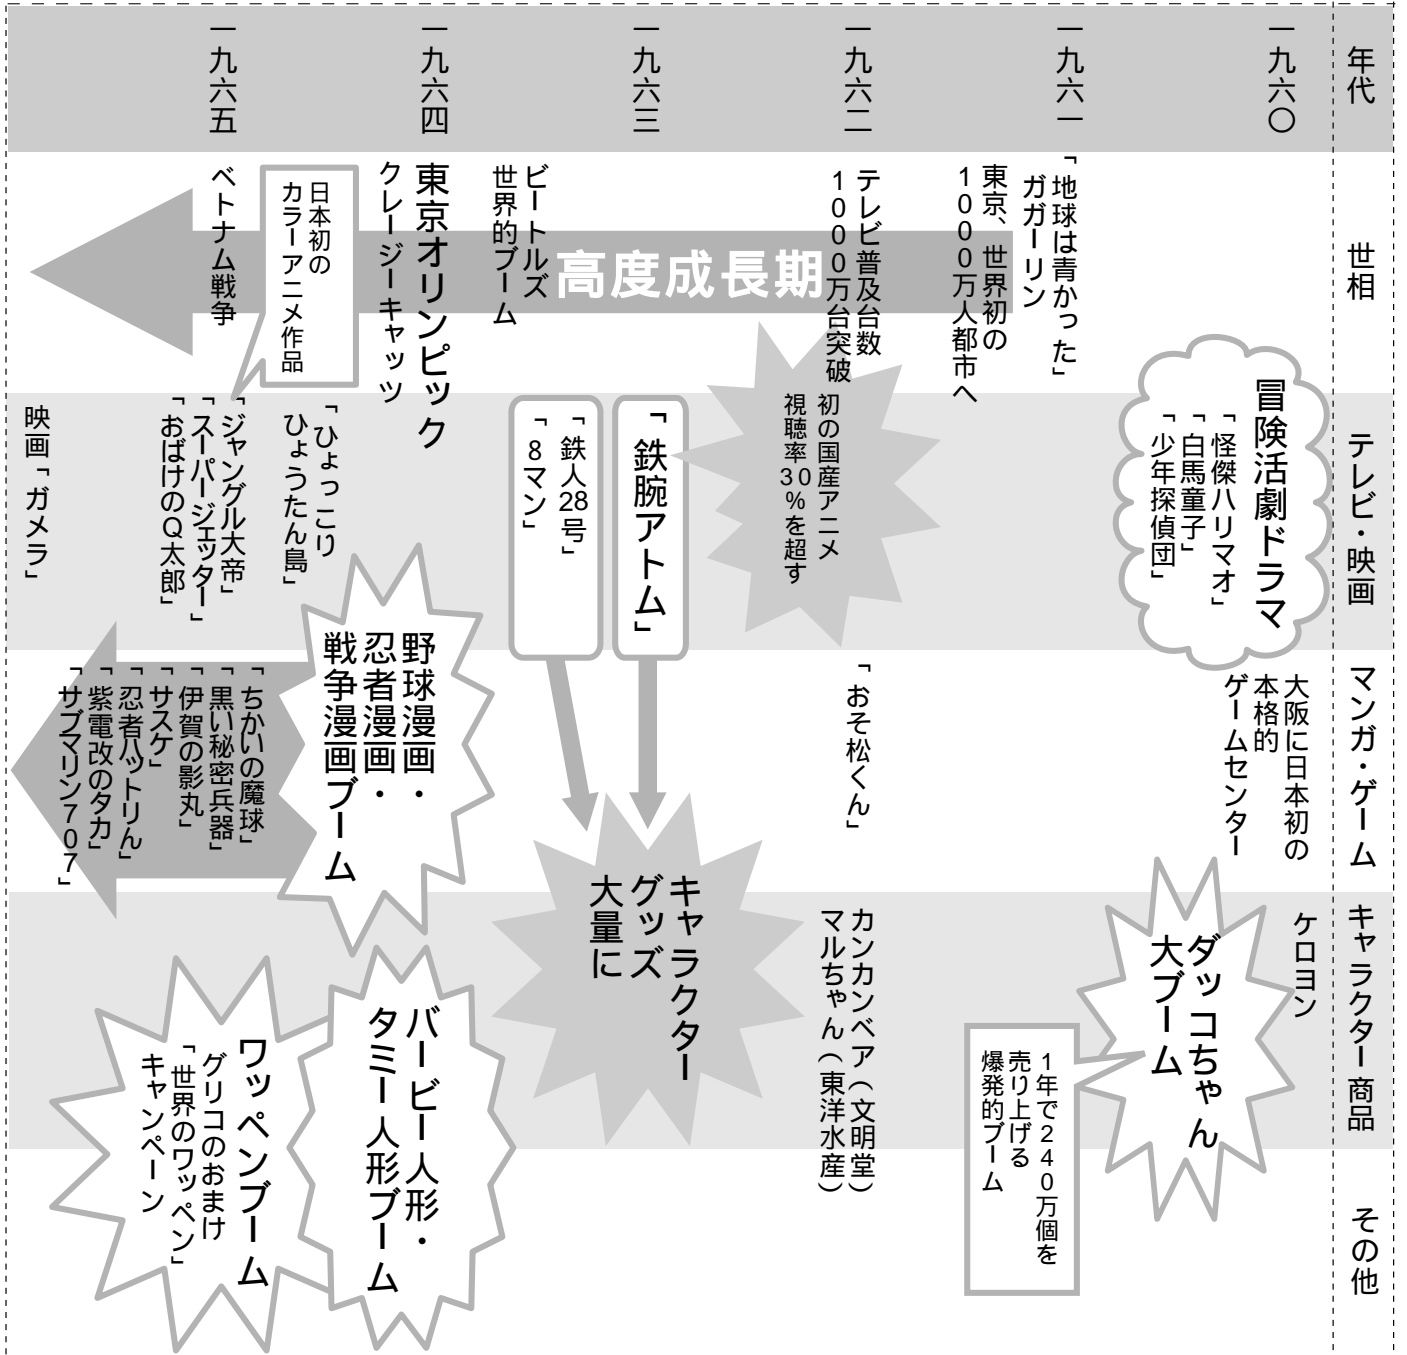 年代
一九六〇
一九六一
一九六二
一九六三
一九六四
一九六五
世相
「地球は青かった」
ガガーリン
東京、世界初の
1000万人都市へ
テレビ普及台数
1000万台突破
高度成長期
ビートルズ
世界的ブーム
東京オリンピック
クレージーキャッツ
ベトナム戦争
テレビ・映画
冒険活劇ドラマ
「怪傑ハリマオ」
「白馬童子」
「少年探偵団」
初の国産アニメ
視聴率30%を超す
「鉄腕アトム」
「鉄人28号」
「8マン」
「ひょっこり
ひょうたん島」
日本初の
カラーアニメ作品
「ジャングル大帝」
「スーパージェッター」
「おばけのQ太郎」
映画「ガメラ」
マンガ・ゲーム
大阪に日本初の
本格的
ゲームセンター
「おそ松くん」
野球漫画・
忍者漫画・
戦争漫画ブーム
「ちかいの魔球」
「黒い秘密兵器」
「伊賀の影丸」
「サスケ」
「忍者ハットリくん」
「紫電改のタカ」
「サブマリン707」
キャラクター商品
ケロヨン
ダッコちゃん
大ブーム
1年で240万個を
売り上げる
爆発的ブーム
カンカンベア(文明堂)
マルちゃん(東洋水産)
キャラクター
グッズ
大量に
バービー人形・
タミー人形ブーム
ワッペンブーム
グリコのおまけ
「世界のワッペン」
キャンペーン
その他